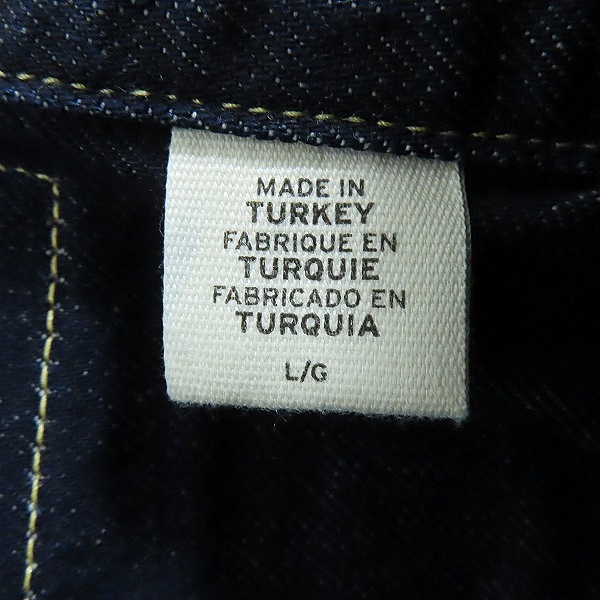 MADE IN
TURKEY
FABRIQUE EN
TURQUIE
FABRICADO EN
TURQUIA
L/G